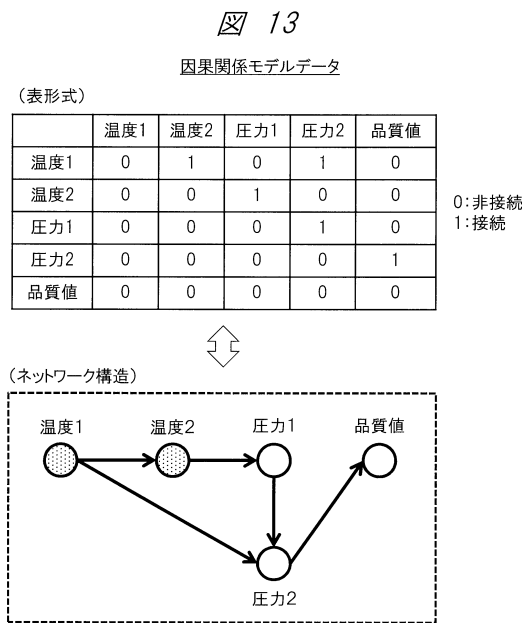 図 13
因果関係モデルデータ
（表形式）
温度1 温度2 圧力1 圧力2 品質値
温度1 0 1 0 1 0
温度2 0 0 1 0 0
圧力1 0 0 0 1 0
圧力2 0 0 0 0 1
品質値 0 0 0 0 0
0:非接続
1:接続
（ネットワーク構造）
温度1 温度2 圧力1 品質値
圧力2